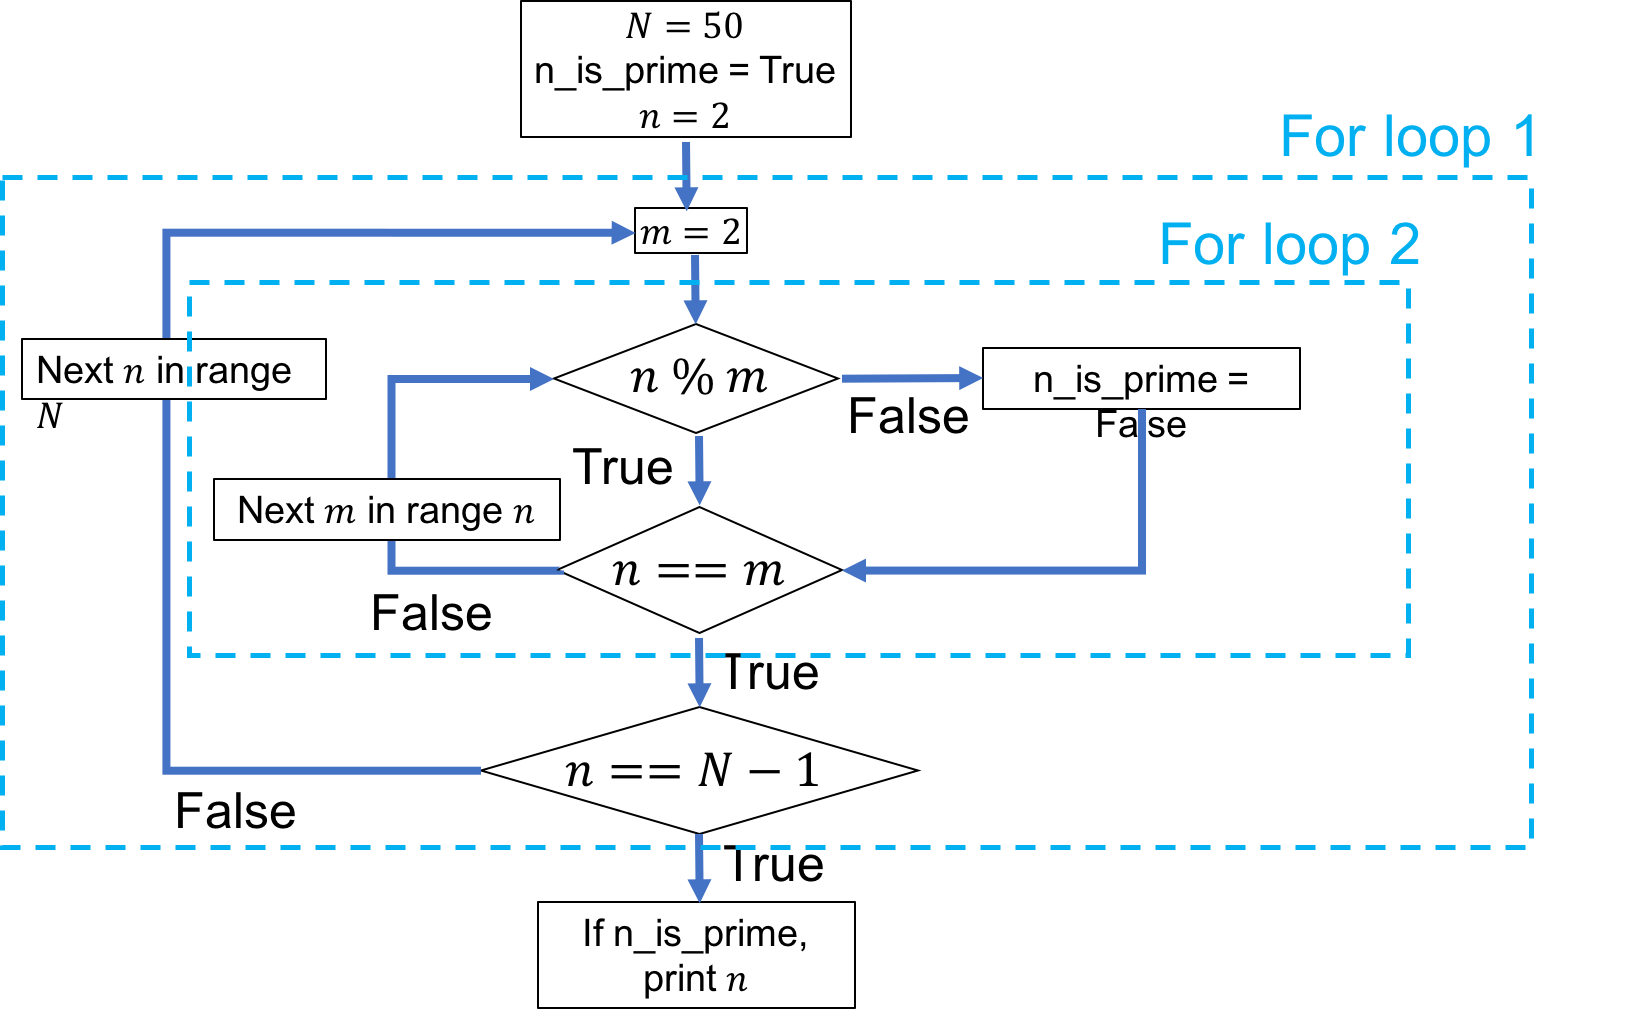 N = 50
n_is_prime = True
n = 2
For loop 1
m = 2
For loop 2
Next n in range
N
n % m
False
n_is_prime =
False
True
Next m in range n
n == m
False
True
n == N − 1
False
True
If n_is_prime,
print n